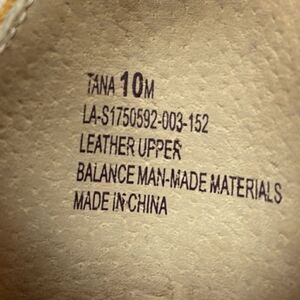 TANA 10M
LA-S1750592-003-152
LEATHER UPPER
BALANCE MAN-MADE MATERIALS
MADE IN CHINA